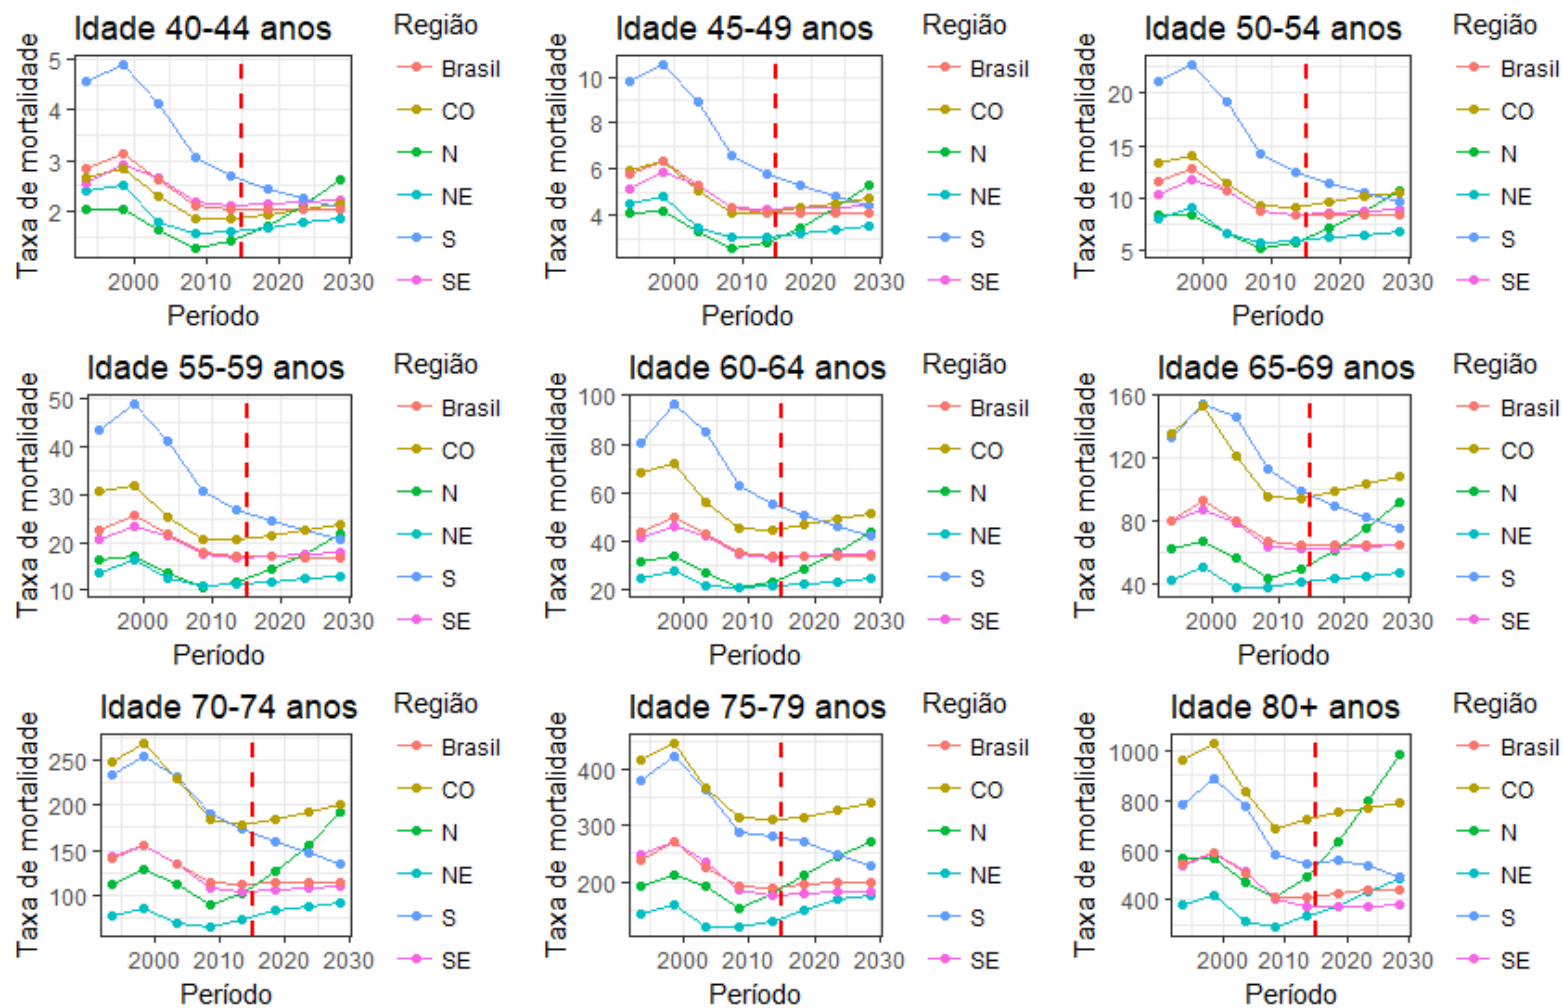 Idade 40-44 anos
Taxa de mortalidade
5
4
3
2
2000 2010 2020 2030
Período
Região
Brasil
CO
N
NE
S
SE
Idade 45-49 anos
Taxa de mortalidade
10
8
6
4
2000 2010 2020 2030
Período
Região
Brasil
CO
N
NE
S
SE
Idade 50-54 anos
Taxa de mortalidade
20
15
10
5
2000 2010 2020 2030
Período
Região
Brasil
CO
N
NE
S
SE
Idade 55-59 anos
Taxa de mortalidade
50
40
30
20
10
2000 2010 2020 2030
Período
Região
Brasil
CO
N
NE
S
SE
Idade 60-64 anos
Taxa de mortalidade
100
80
60
40
20
2000 2010 2020 2030
Período
Região
Brasil
CO
N
NE
S
SE
Idade 65-69 anos
Taxa de mortalidade
160
120
80
40
2000 2010 2020 2030
Período
Região
Brasil
CO
N
NE
S
SE
Idade 70-74 anos
Taxa de mortalidade
250
200
150
100
2000 2010 2020 2030
Período
Região
Brasil
CO
N
NE
S
SE
Idade 75-79 anos
Taxa de mortalidade
400
300
200
2000 2010 2020 2030
Período
Região
Brasil
CO
N
NE
S
SE
Idade 80+ anos
Taxa de mortalidade
1000
800
600
400
2000 2010 2020 2030
Período
Região
Brasil
CO
N
NE
S
SE